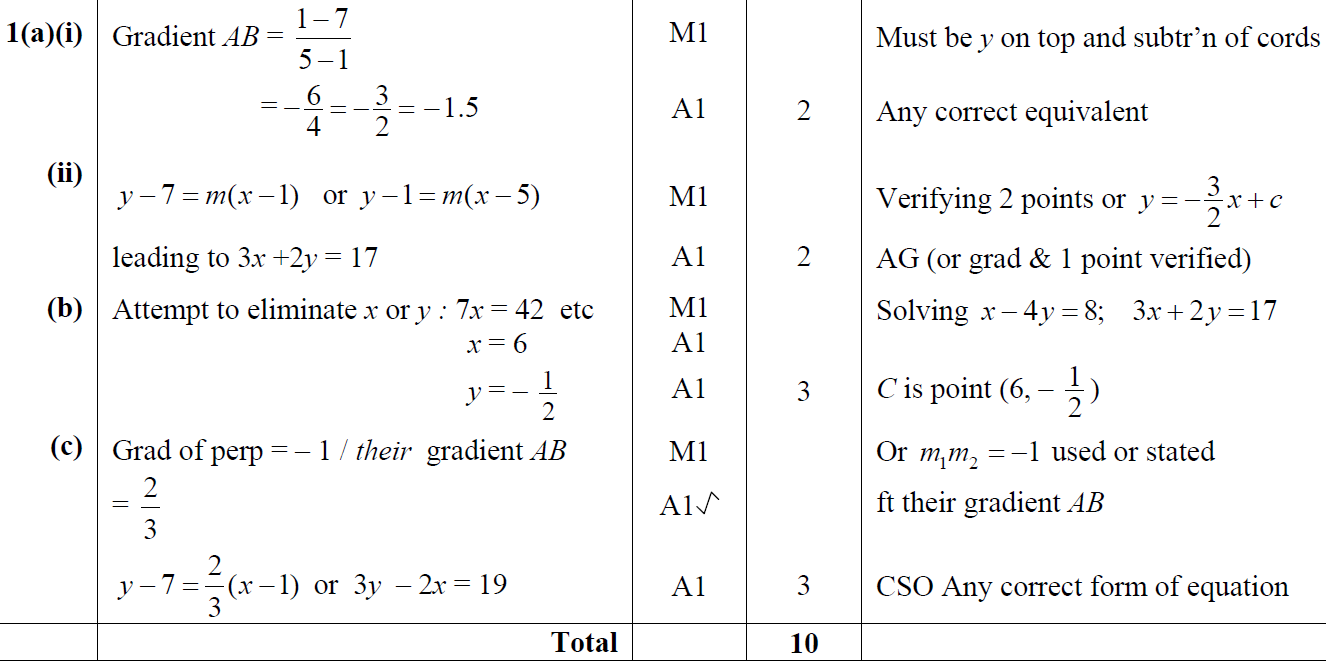 1(a)(i) Gradient AB = (1 − 7)/(5 − 1) M1 Must be y on top and subtr’n of cords
= −6/4 = −3/2 = −1.5 A1 2 Any correct equivalent
(ii)
y − 7 = m(x − 1) or y − 1 = m(x − 5) M1 Verifying 2 points or y = −3/2 x + c
leading to 3x +2y = 17 A1 2 AG (or grad & 1 point verified)
(b) Attempt to eliminate x or y : 7x = 42 etc M1 Solving x − 4y = 8; 3x + 2y = 17
x = 6 A1
y = − 1/2 A1 3 C is point (6, − 1/2)
(c) Grad of perp = − 1 / their gradient AB M1 Or m₁m₂ = −1 used or stated
= 2/3 A1√ ft their gradient AB
y − 7 = 2/3 (x − 1) or 3y − 2x = 19 A1 3 CSO Any correct form of equation
Total 10